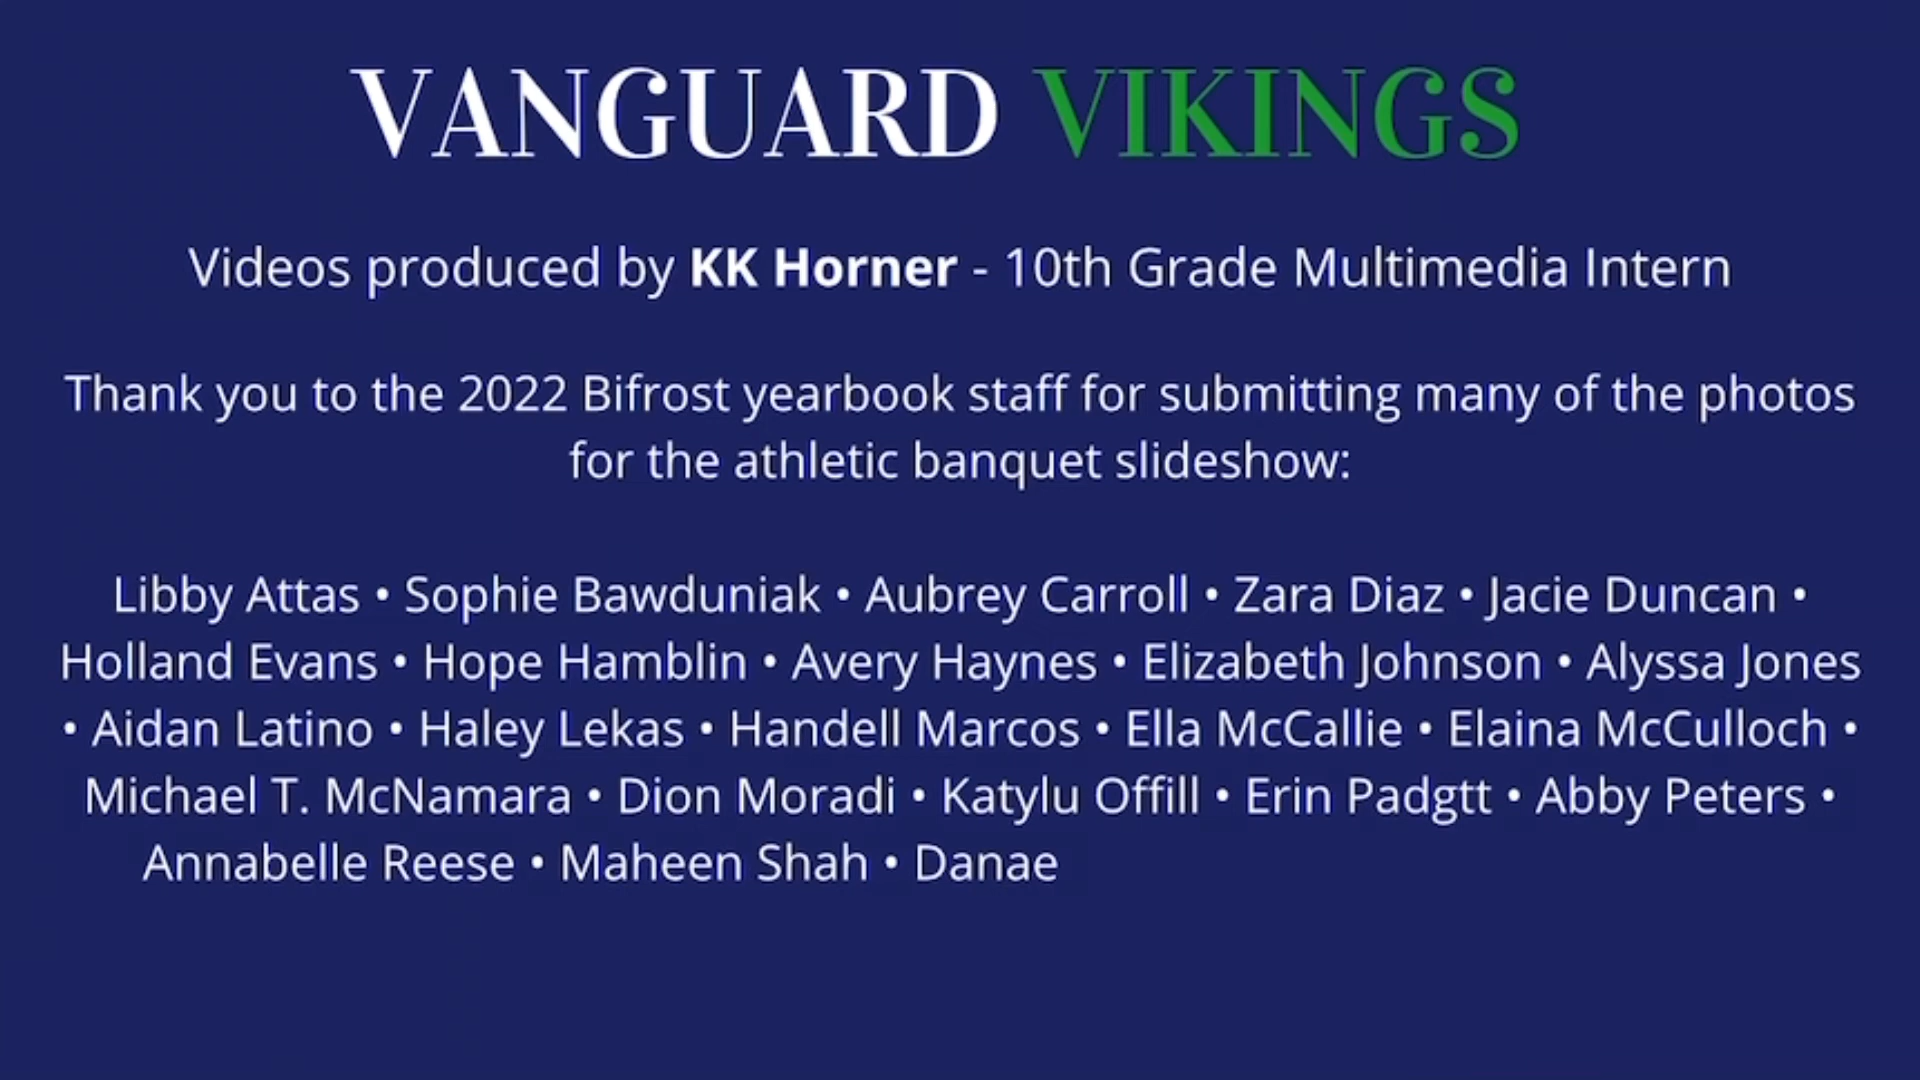 VANGUARD VIKINGS
Videos produced by KK Horner - 10th Grade Multimedia Intern
Thank you to the 2022 Bifrost yearbook staff for submitting many of the photos
for the athletic banquet slideshow:
Libby Attas • Sophie Bawduniak • Aubrey Carroll • Zara Diaz • Jacie Duncan •
Holland Evans • Hope Hamblin • Avery Haynes • Elizabeth Johnson • Alyssa Jones
• Aidan Latino • Haley Lekas • Handell Marcos • Ella McCallie • Elaina McCulloch •
Michael T. McNamara • Dion Moradi • Katylu Offill • Erin Padgtt • Abby Peters •
Annabelle Reese • Maheen Shah • Danae